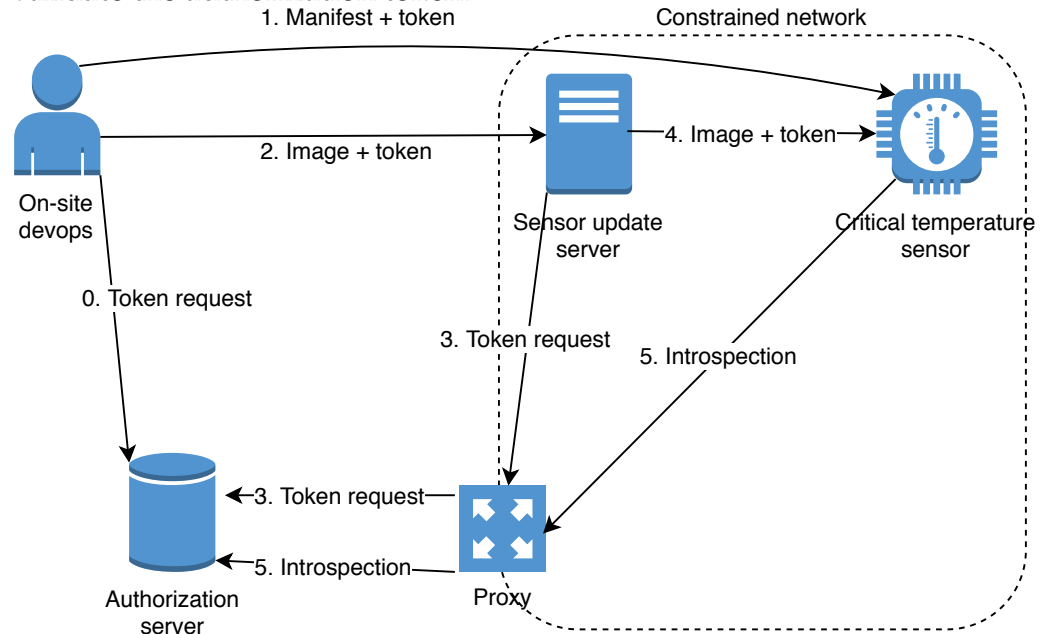 1. Manifest + token
Constrained network
2. Image + token
4. Image + token
On-site
devops
Sensor update
server
Critical temperature
sensor
0. Token request
3. Token request
5. Introspection
3. Token request
5. Introspection
Authorization
server
Proxy